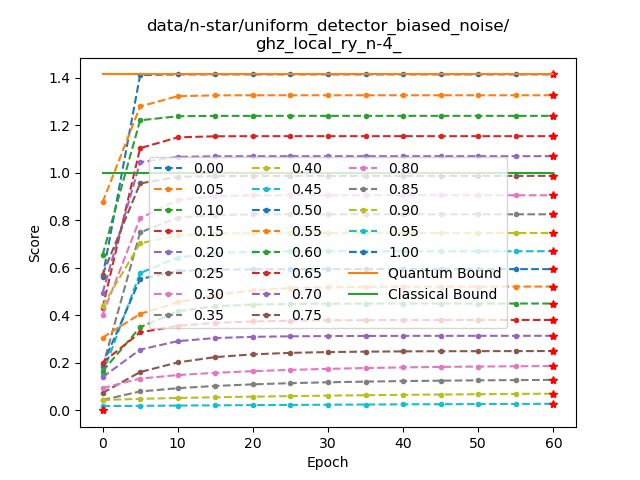 data/n-star/uniform_detector_biased_noise/
ghz_local_ry_n-4_
Score
1.4
1.2
1.0
0.8
0.6
0.4
0.2
0.0
0.00 0.40 0.80
0.05 0.45 0.85
0.10 0.50 0.90
0.15 0.55 0.95
0.20 0.60 1.00
0.25 0.65 Quantum Bound
0.30 0.70 Classical Bound
0.35 0.75
0 10 20 30 40 50 60
Epoch